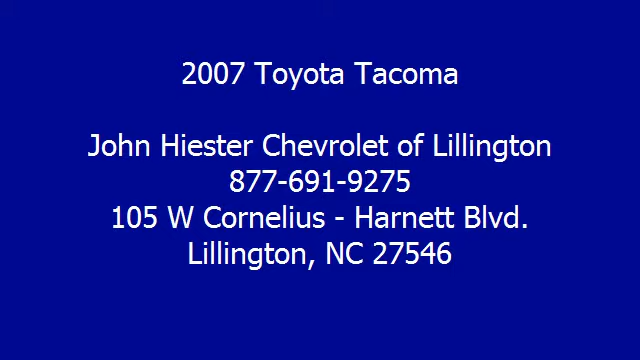 2007 Toyota Tacoma
John Hiester Chevrolet of Lillington
877-691-9275
105 W Cornelius - Harnett Blvd.
Lillington, NC 27546